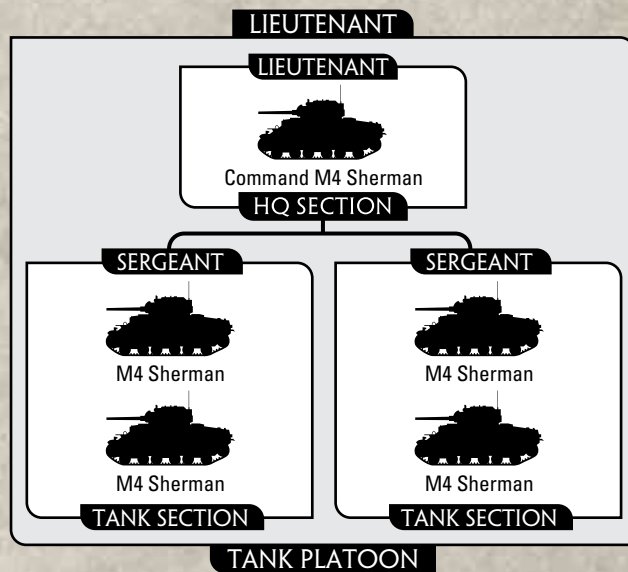 LIEUTENANT
LIEUTENANT
Command M4 Sherman
HQ SECTION
SERGEANT
M4 Sherman
M4 Sherman
TANK SECTION
SERGEANT
M4 Sherman
M4 Sherman
TANK SECTION
TANK PLATOON